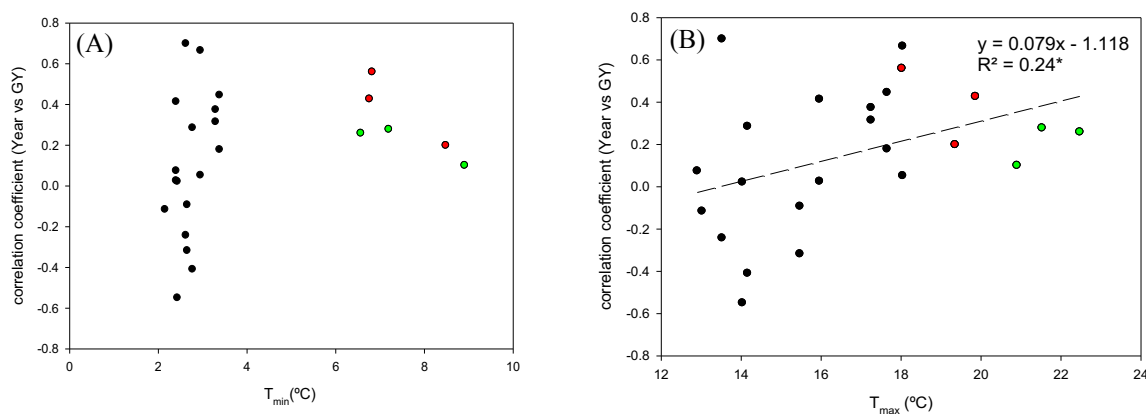 (A)
correlation coefficient (Year vs GY)
0.8
0.6
0.4
0.2
0.0
-0.2
-0.4
-0.6
-0.8
0 2 4 6 8 10
Tmin(ºC)
(B)
y = 0.079x - 1.118
R² = 0.24*
correlation coefficient (Year vs GY)
0.8
0.6
0.4
0.2
0.0
-0.2
-0.4
-0.6
-0.8
12 14 16 18 20 22 24
Tmax (ºC)